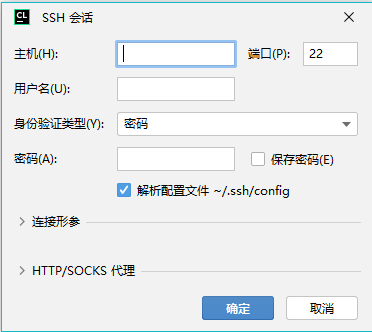 CL SSH 会话
主机(H): 端口(P): 22
用户名(U):
身份验证类型(Y): 密码
密码(A): 保存密码(E)
解析配置文件 ~/.ssh/config
连接形参
HTTP/SOCKS 代理
确定 取消